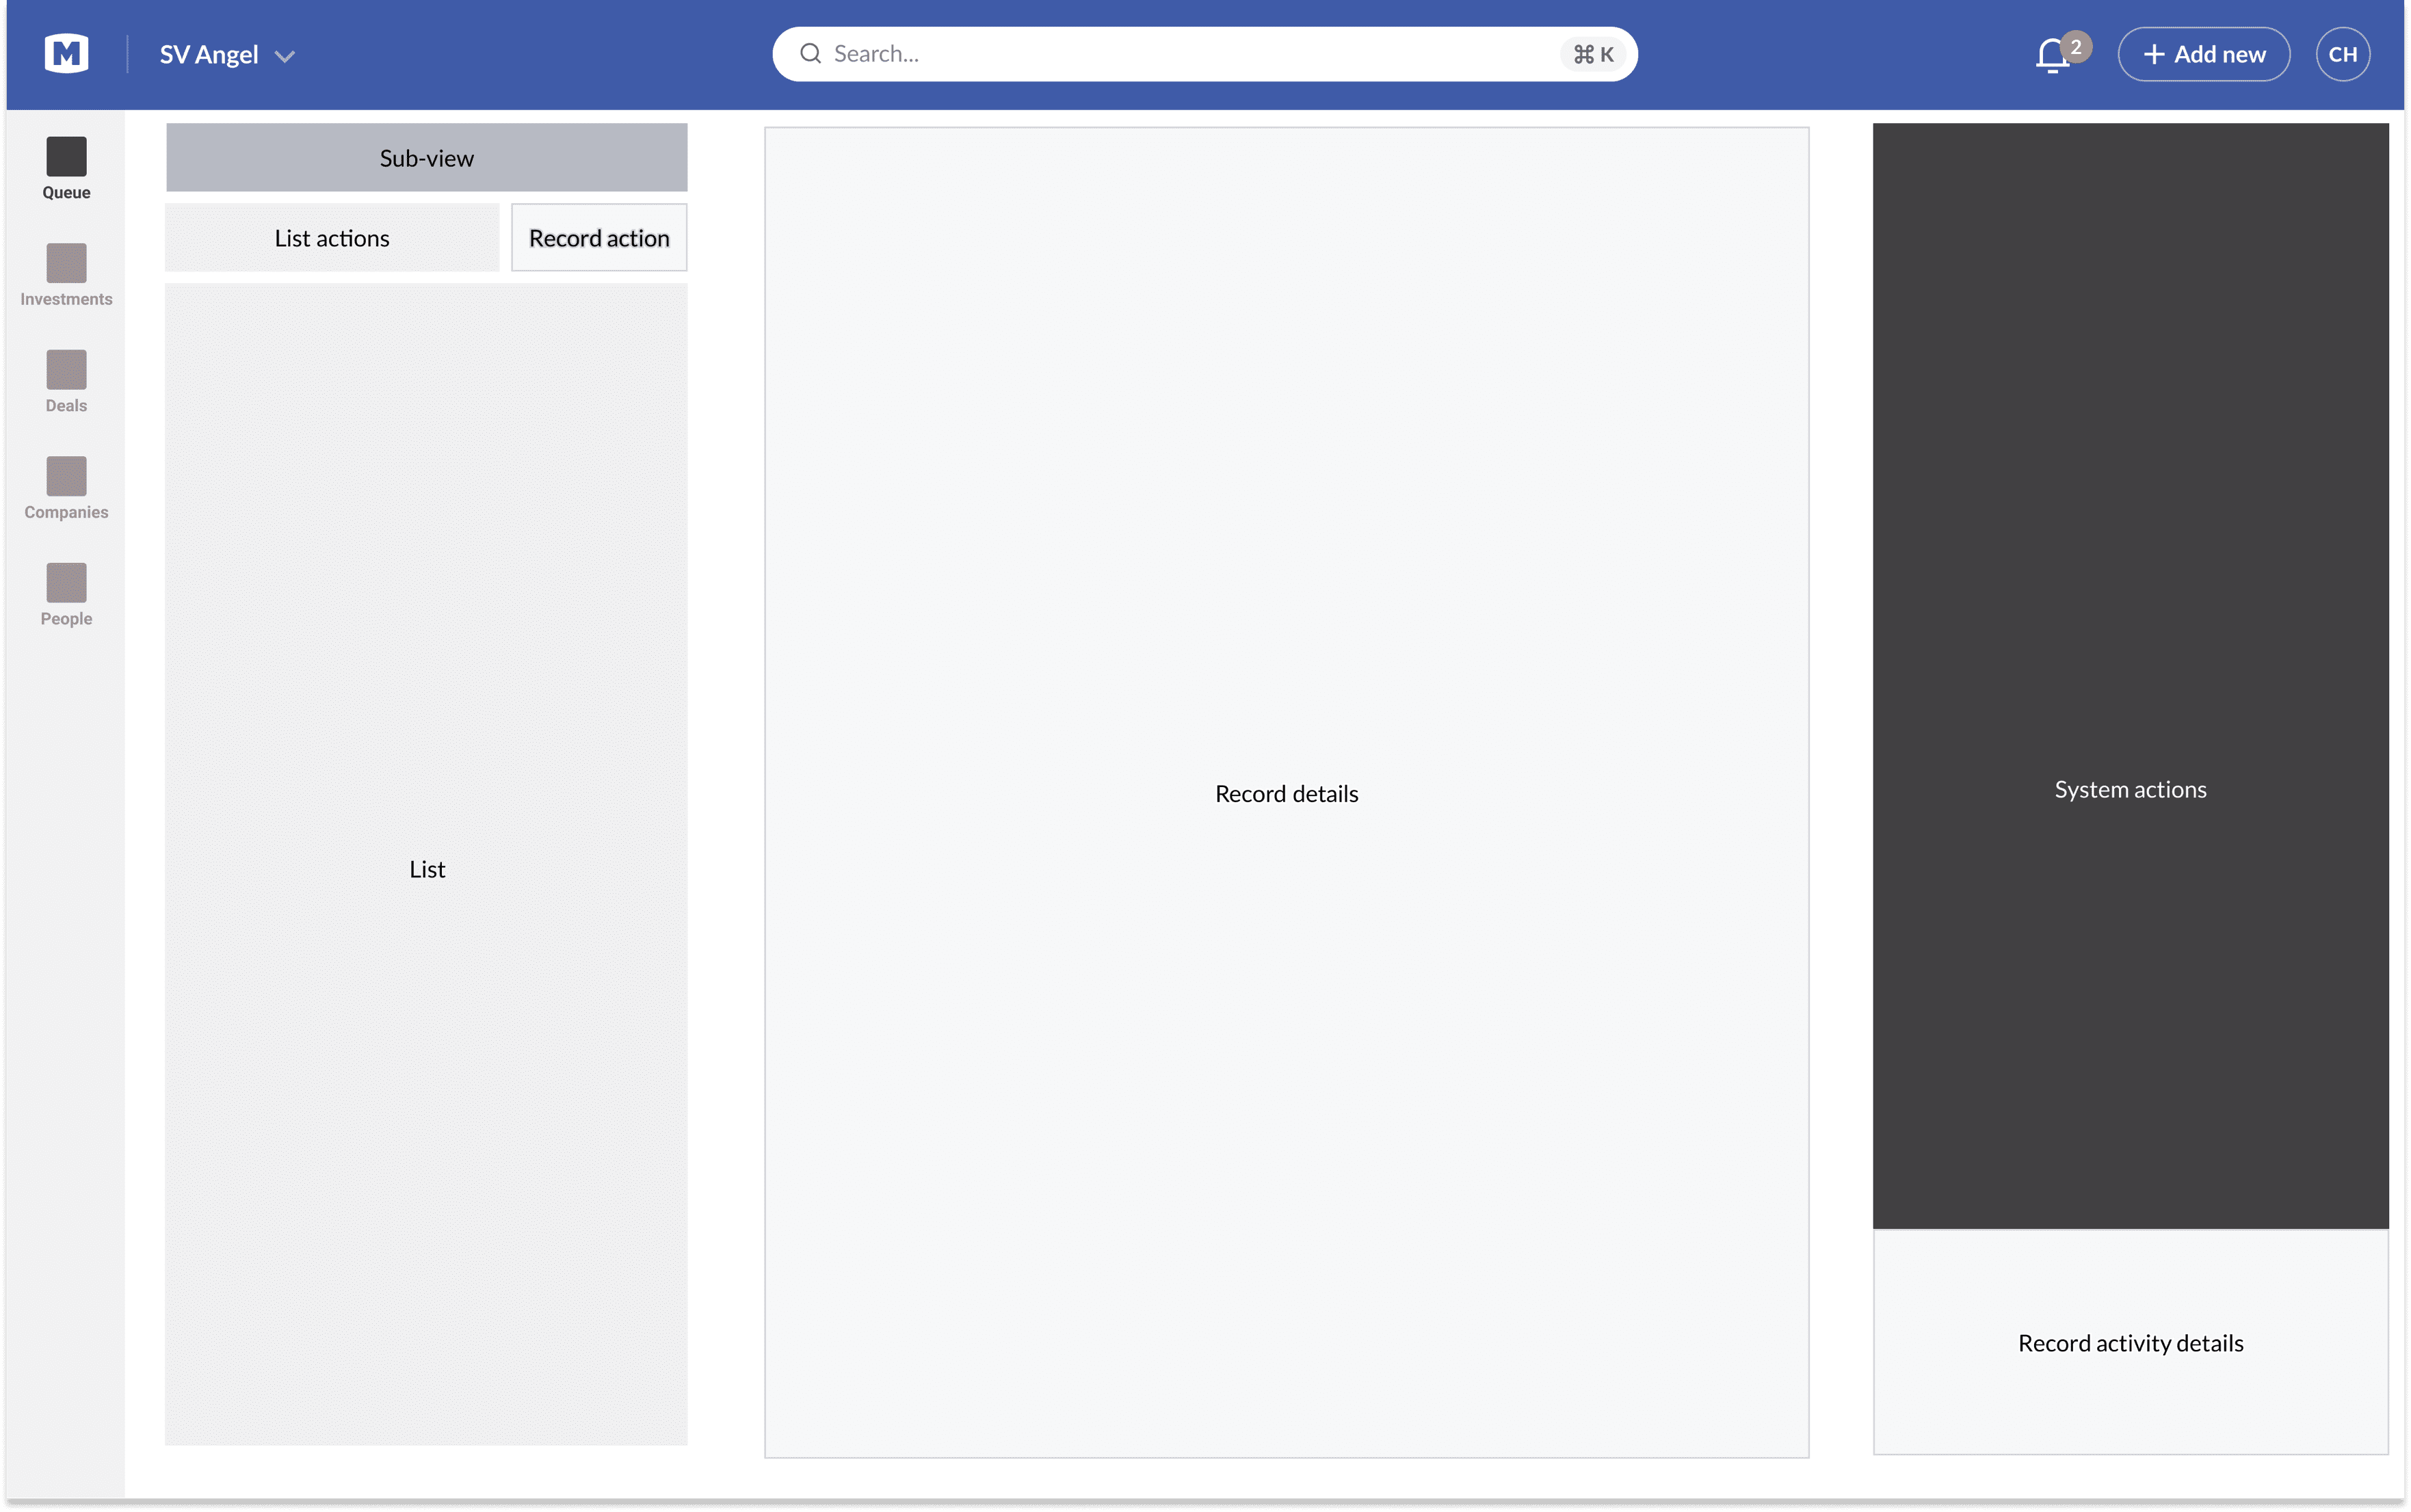 M
SV Angel
Search...
⌘ K
2
+ Add new
CH
Queue
Investments
Deals
Companies
People
Sub-view
List actions
Record action
List
Record details
System actions
Record activity details